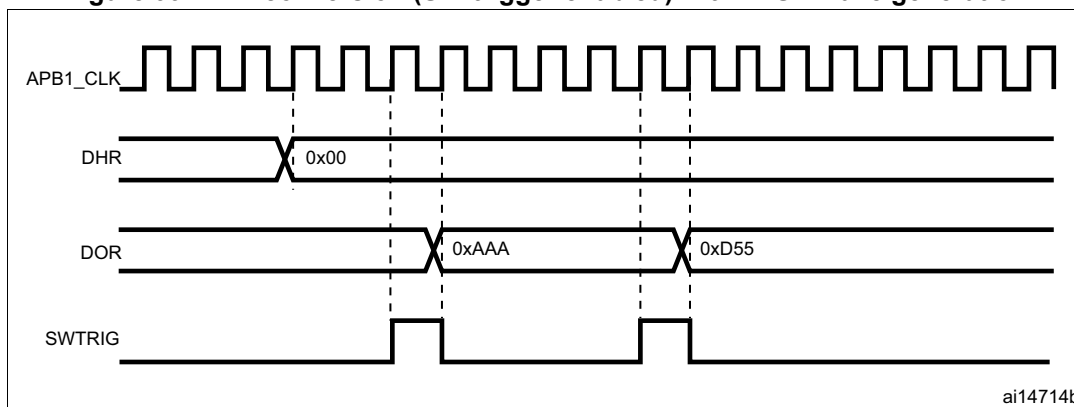 APB1_CLK
DHR
0x00
DOR
0xAAA
0xD55
SWTRIG
ai14714b